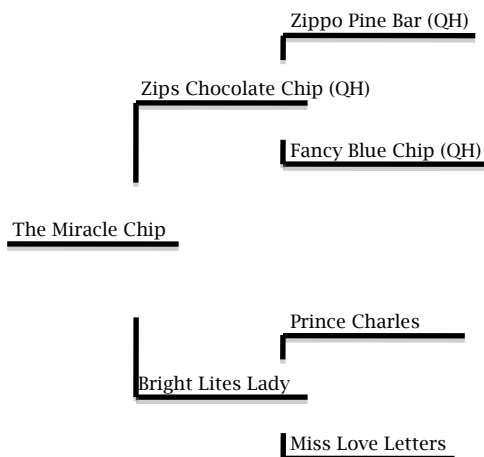 Zippo Pine Bar (QH)
Zips Chocolate Chip (QH)
Fancy Blue Chip (QH)
The Miracle Chip
Prince Charles
Bright Lites Lady
Miss Love Letters